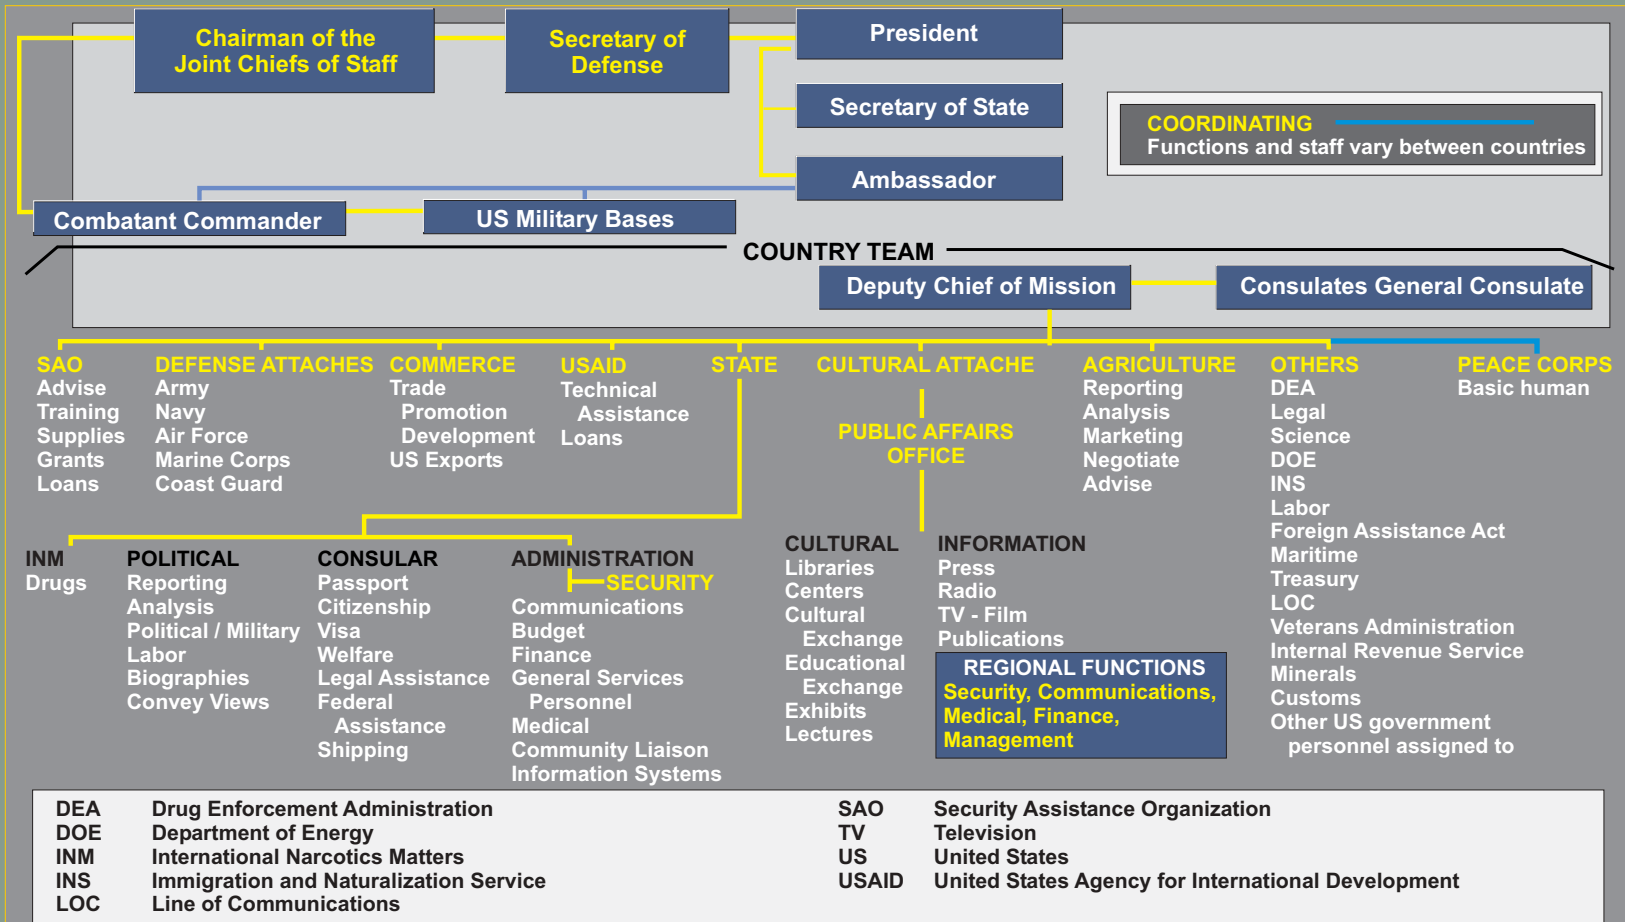 Chairman of the
Joint Chiefs of Staff
Secretary of
Defense
President
Secretary of State
Ambassador
COORDINATING
Functions and staff vary between countries
Combatant Commander
US Military Bases
COUNTRY TEAM
Deputy Chief of Mission
Consulates General Consulate
SAO
Advise
Training
Supplies
Grants
Loans
DEFENSE ATTACHES
Army
Navy
Air Force
Marine Corps
Coast Guard
COMMERCE
Trade
Promotion
Development
US Exports
USAID
Technical
Assistance
Loans
STATE
CULTURAL ATTACHE
PUBLIC AFFAIRS
OFFICE
AGRICULTURE
Reporting
Analysis
Marketing
Negotiate
Advise
OTHERS
DEA
Legal
Science
DOE
INS
Labor
Foreign Assistance Act
Maritime
Treasury
LOC
Veterans Administration
Internal Revenue Service
Minerals
Customs
Other US government
personnel assigned to
PEACE CORPS
Basic human
INM
Drugs
POLITICAL
Reporting
Analysis
Political / Military
Labor
Biographies
Convey Views
CONSULAR
Passport
Citizenship
Visa
Welfare
Legal Assistance
Federal
Assistance
Shipping
ADMINISTRATION
SECURITY
Communications
Budget
Finance
General Services
Personnel
Medical
Community Liaison
Information Systems
CULTURAL
Libraries
Centers
Cultural
Exchange
Educational
Exchange
Exhibits
Lectures
INFORMATION
Press
Radio
TV - Film
Publications
REGIONAL FUNCTIONS
Security, Communications,
Medical, Finance,
Management
DEA Drug Enforcement Administration
DOE Department of Energy
INM International Narcotics Matters
INS Immigration and Naturalization Service
LOC Line of Communications
SAO Security Assistance Organization
TV Television
US United States
USAID United States Agency for International Development